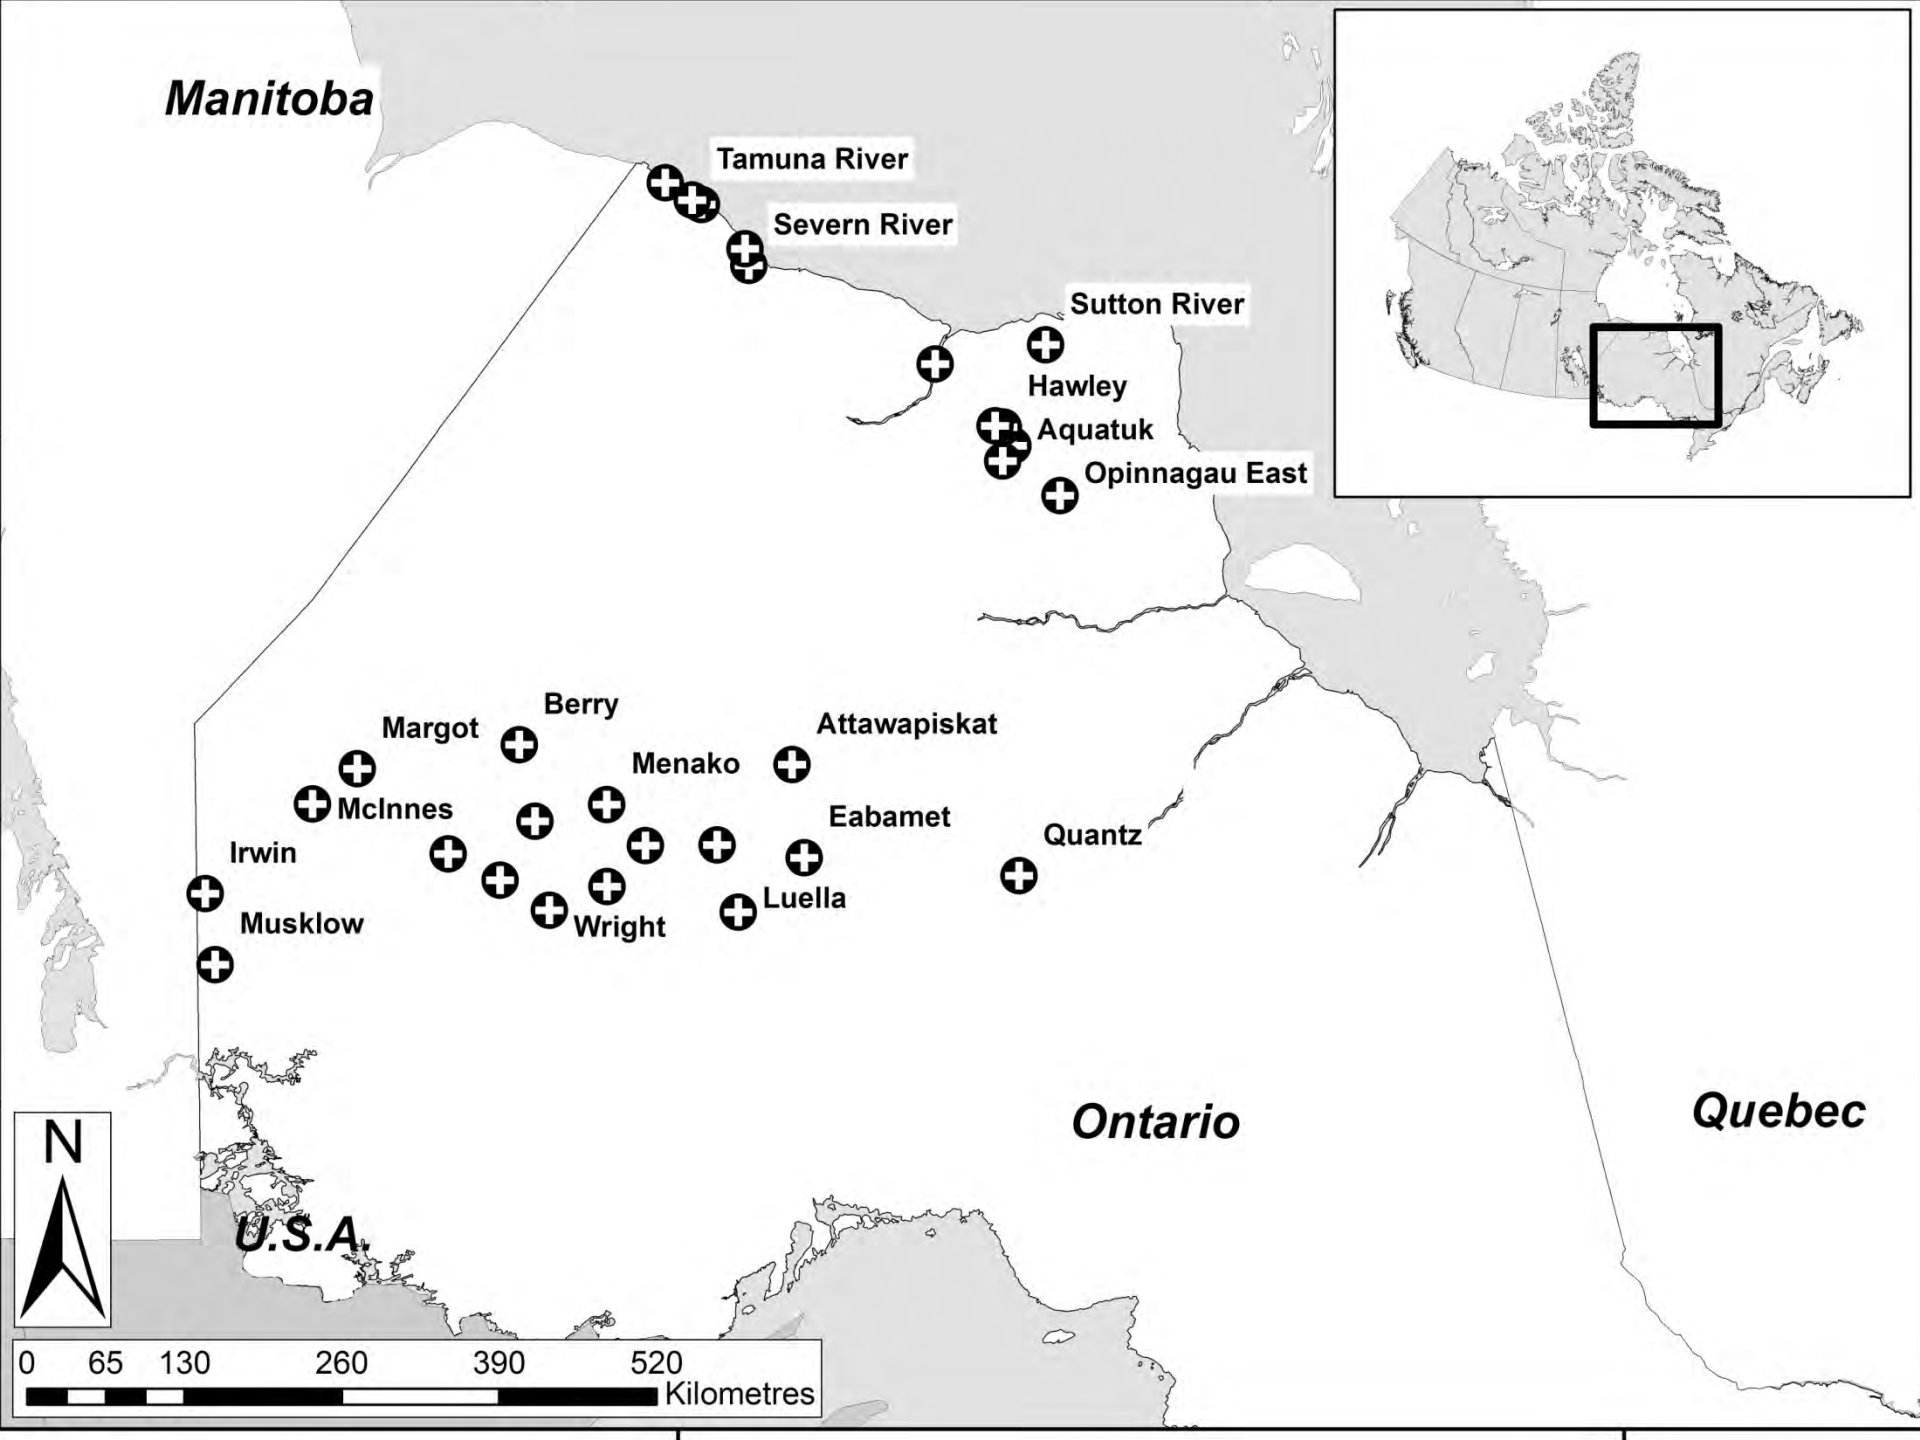 Manitoba
Tamuna River
Severn River
Sutton River
Hawley
Aquatuk
Opinnagau East
Berry
Margot
Attawapiskat
Menako
McInnes
Eabamet
Quantz
Irwin
Luella
Musklow
Wright
Ontario
Quebec
N
U.S.A.
0 65 130 260 390 520
Kilometres